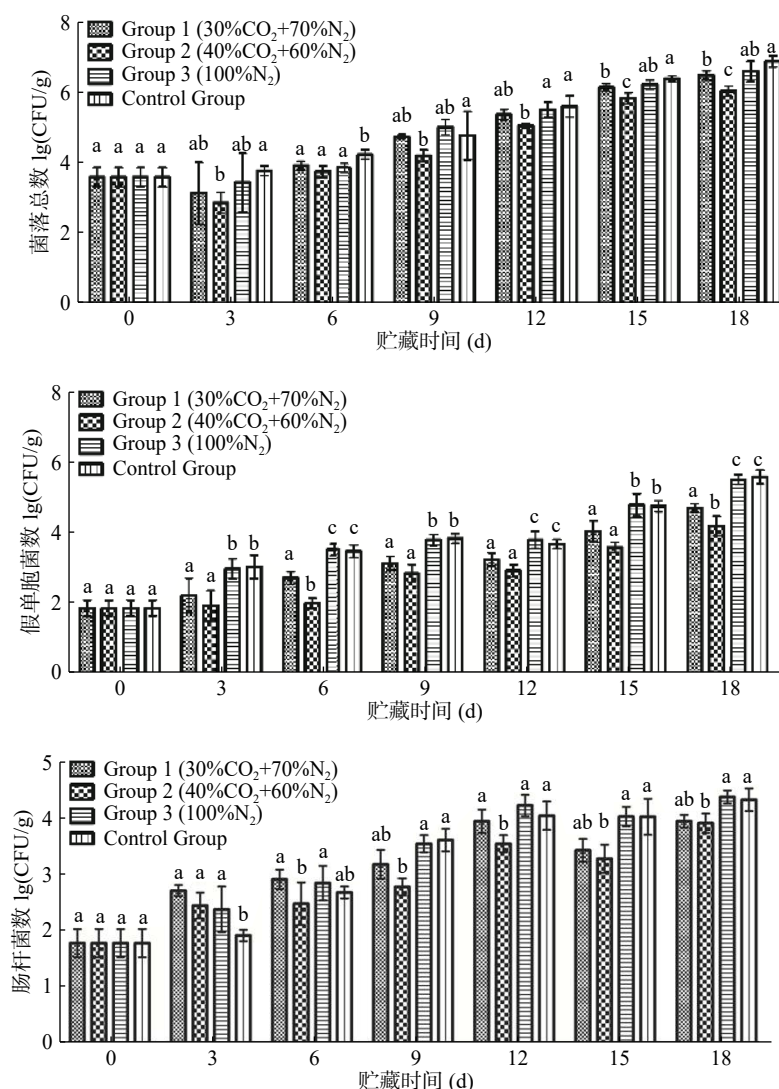 8
Group 1 (30%CO₂+70%N₂)
Group 2 (40%CO₂+60%N₂)
Group 3 (100%N₂)
Control Group
6
4
2
0
菌落总数 lg(CFU/g)
a a a a
ab b ab a
a a a b
ab b ab a
ab b a a
b c ab a
b c ab a
0 3 6 9 12 15 18
贮藏时间 (d)
8
Group 1 (30%CO₂+70%N₂)
Group 2 (40%CO₂+60%N₂)
Group 3 (100%N₂)
Control Group
6
4
2
0
假单胞菌数 lg(CFU/g)
a a a a
a a b b
a b c c
a a b b
a a c c
a a b b
a b c c
0 3 6 9 12 15 18
贮藏时间 (d)
5
Group 1 (30%CO₂+70%N₂)
Group 2 (40%CO₂+60%N₂)
Group 3 (100%N₂)
Control Group
4
3
2
1
0
肠杆菌数 lg(CFU/g)
a a a a
a a a b
a b a ab
ab b a a
a b a a
ab b a a
ab b a a
0 3 6 9 12 15 18
贮藏时间 (d)